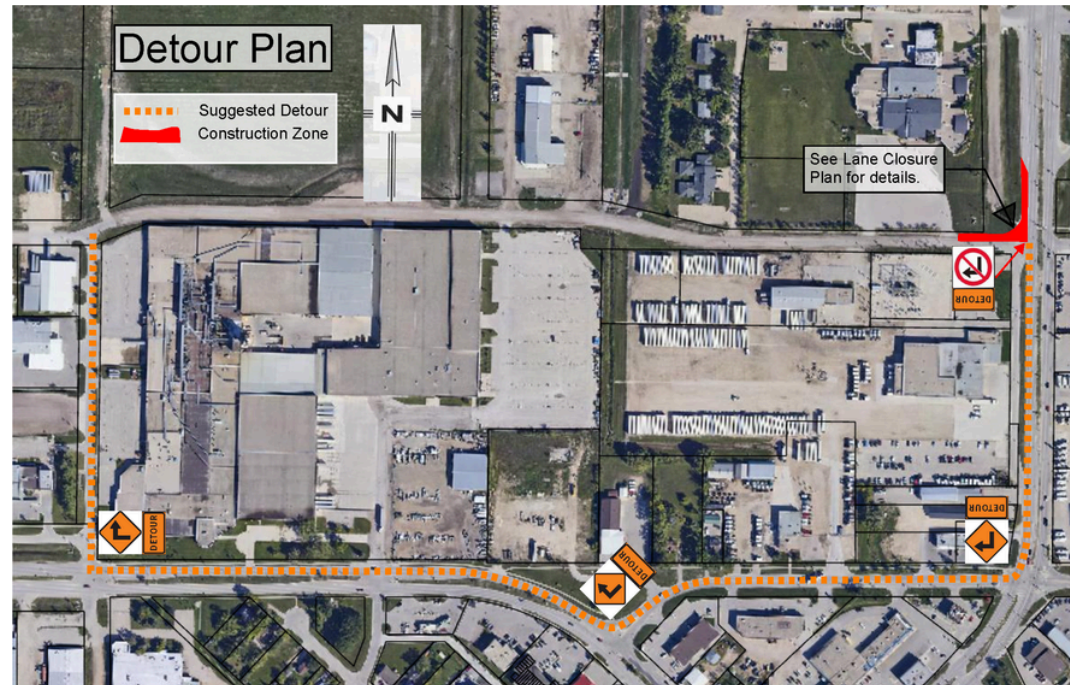 Detour Plan
N
Suggested Detour
Construction Zone
See Lane Closure
Plan for details.
DETOUR
DETOUR
DETOUR
DETOUR